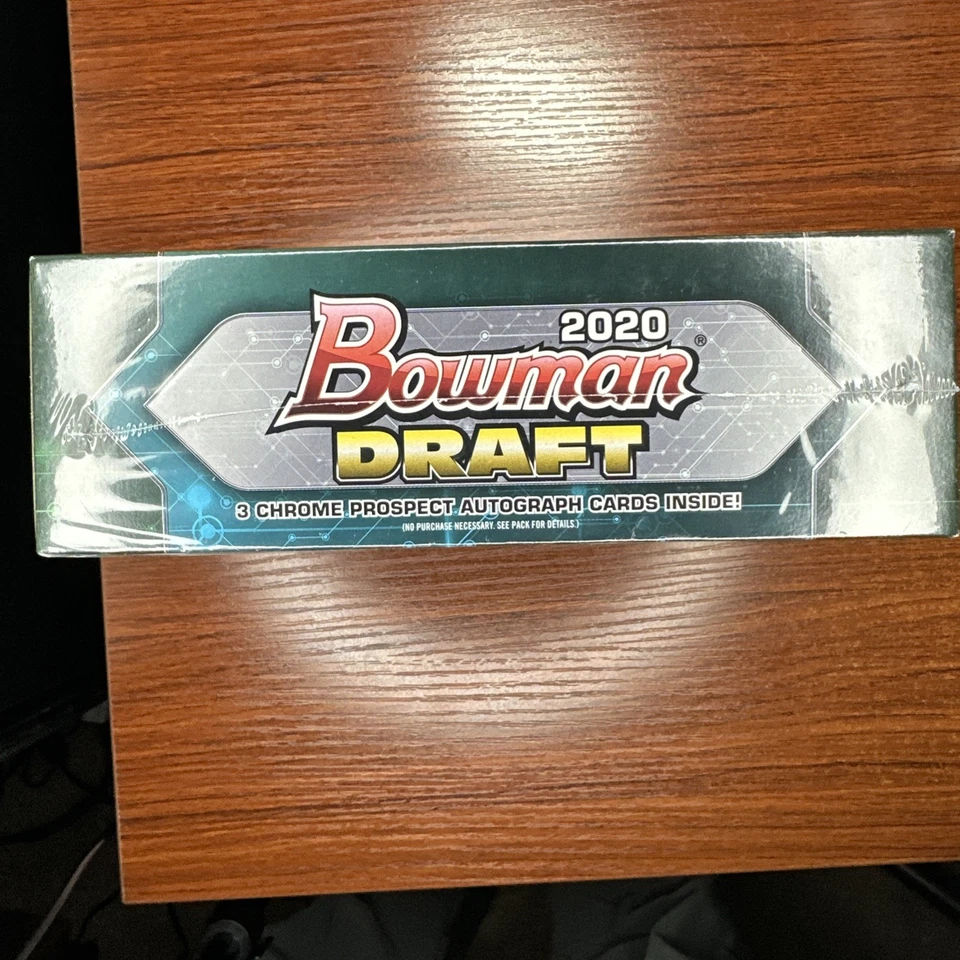 2020
Bowman®
DRAFT
3 CHROME PROSPECT AUTOGRAPH CARDS INSIDE!
(NO PURCHASE NECESSARY. SEE PACK FOR DETAILS.)